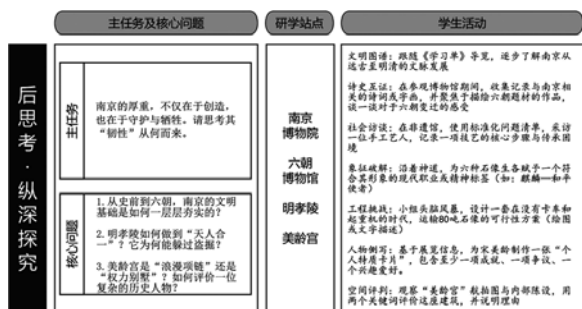 主任务及核心问题
研学站点
学生活动
后思考·纵深探究
主任务
南京的厚重，不仅在于创造，
也在于守护与牺牲。请思考其
“韧性”从何而来。
核心问题
1.从史前到六朝，南京的文明
基础是如何一层层夯实的？
2.明孝陵如何做到“天人合
一”？它为何能躲过盗掘？
3.美龄宫是“浪漫项链”还是
“权力别墅”？如何评价一位
复杂的历史人物？
南京
博物院
六朝
博物馆
明孝陵
美龄宫
文明图谱：跟随《学习单》导览，逐步了解南京从
远古至明清的文脉发展
诗史互证：在参观博物馆期间，收集记录与南京相
关的诗词或字画，并聚焦于描绘六朝题材的作品，
谈一谈对于六朝变迁的感受
社会访谈：在非遗馆，使用标准化问题清单，采访
一位手工艺人，记录一项技艺的核心步骤与传承困
境
象征破解：沿着神道，为六种石像生各赋予一个符
合其形象的现代职业或精神标签（如：麒麟—和平
使者）
工程挑战：小组头脑风暴，设计一套在没有卡车和
起重机的时代，运输80吨石像的可行性方案（绘图
或文字描述）
人物侧写：基于展览信息，为宋美龄制作一张“个
人特质卡片”，包含至少一项成就、一项争议、一
个兴趣爱好。
空间评判：观察“美龄宫”航拍图与内部陈设，用
两个关键词评价这座建筑，并说明理由